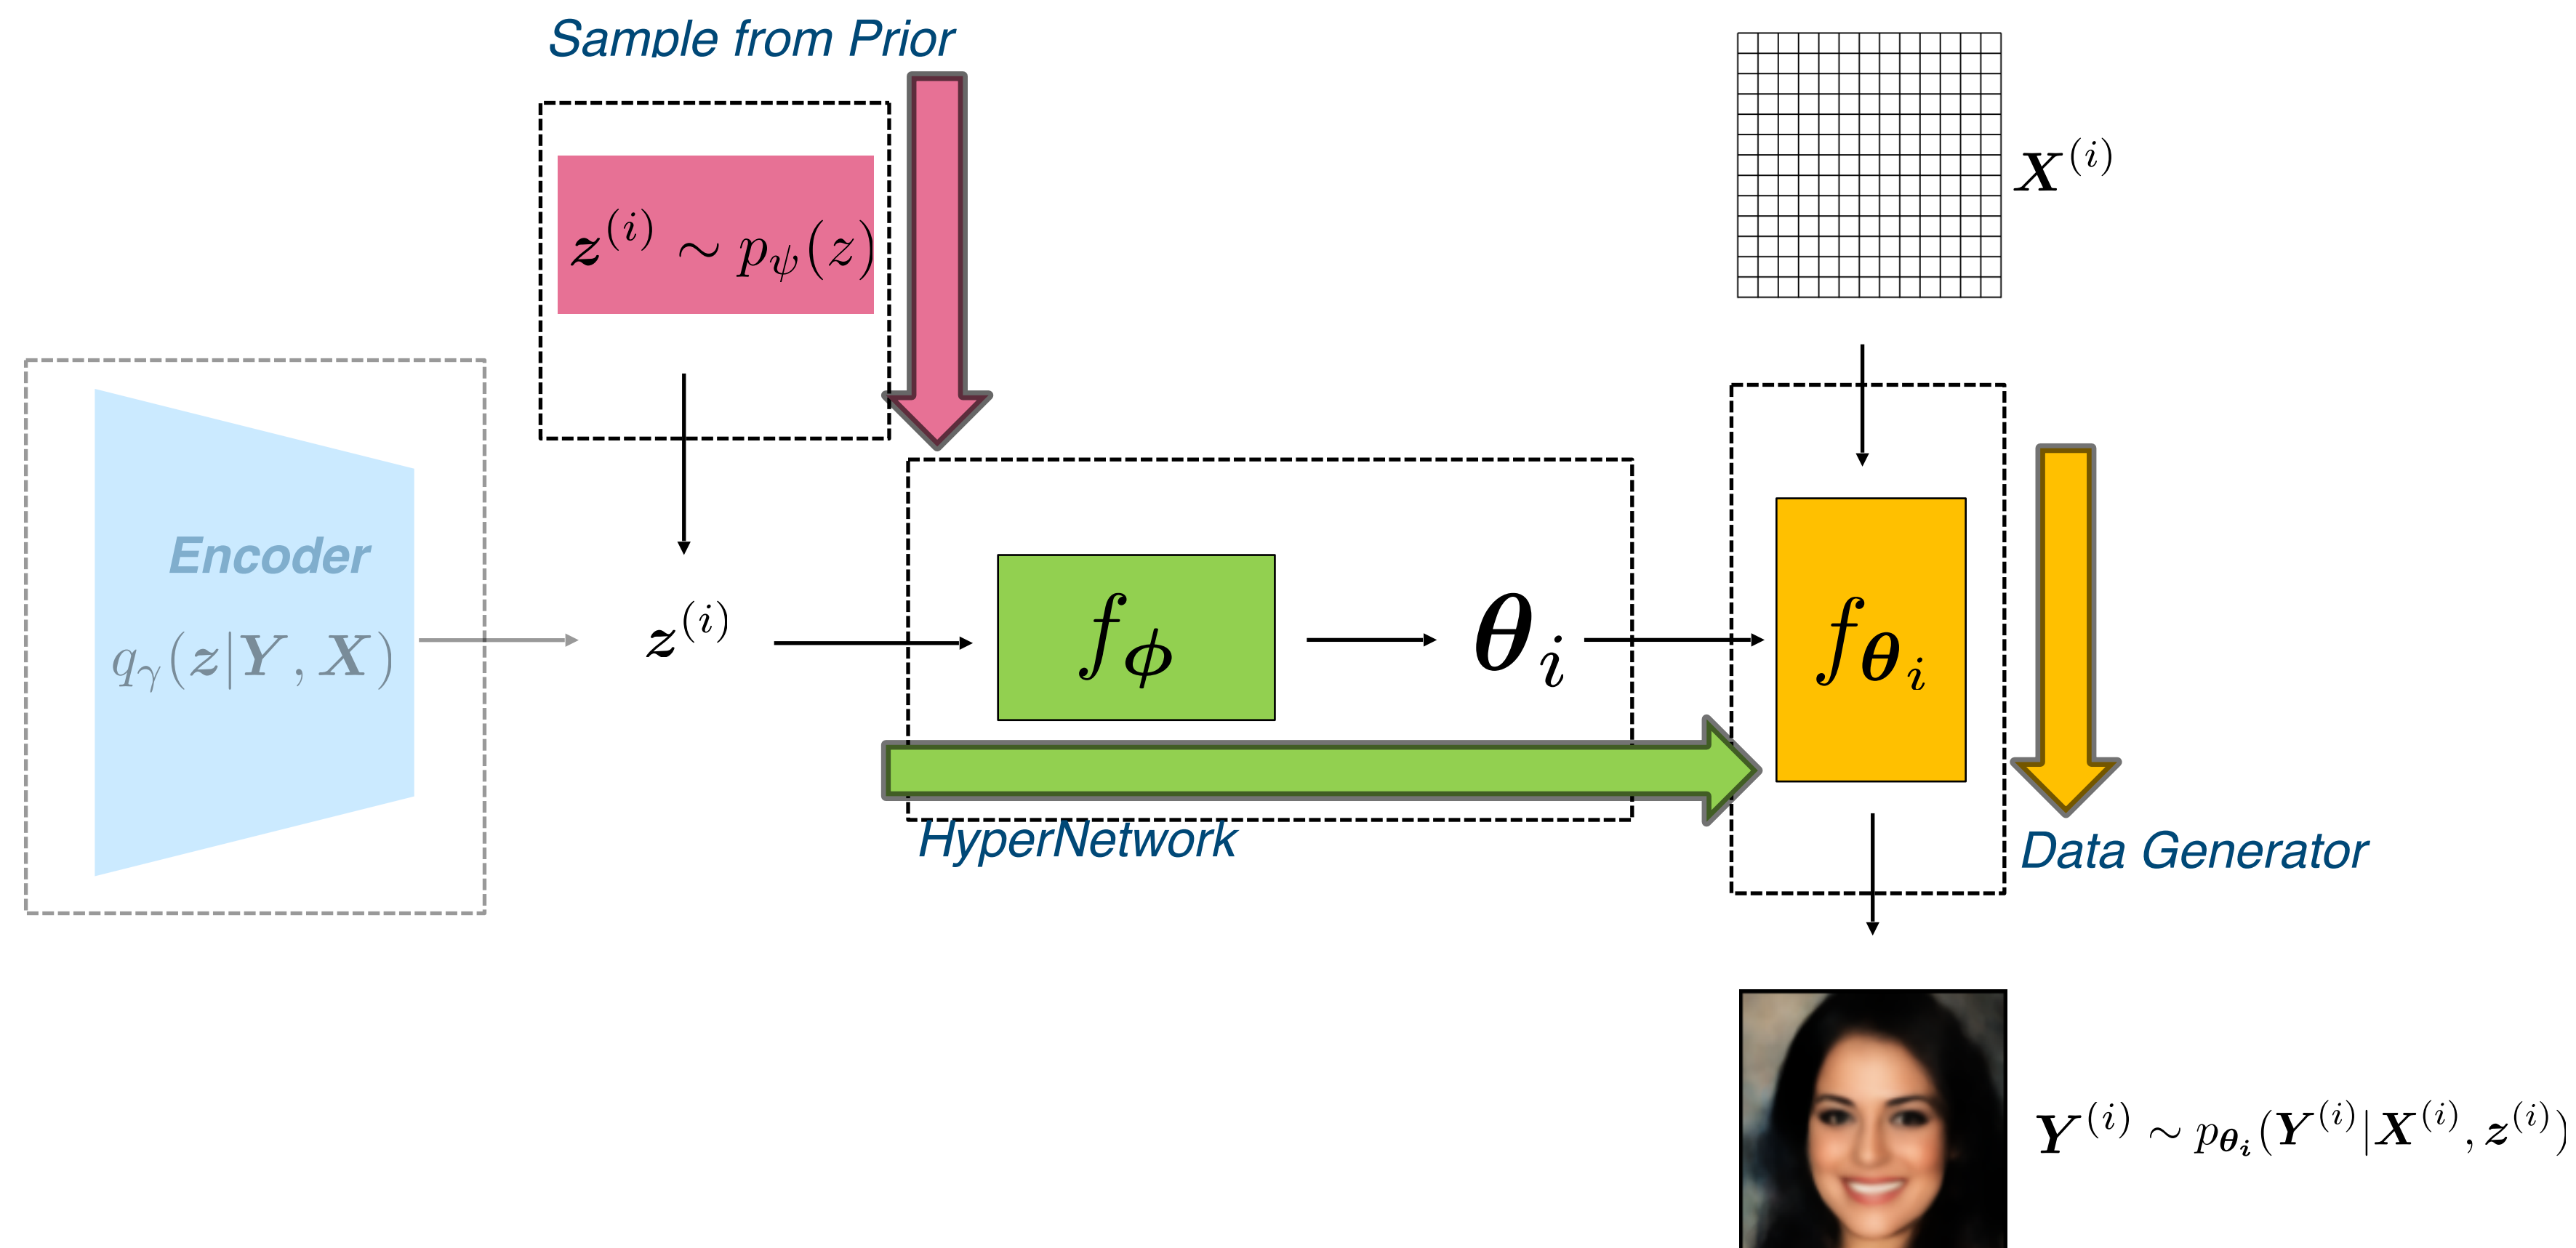 Sample from Prior
𝒛⁽ⁱ⁾ ∼ p_ψ(z)
X⁽ⁱ⁾
Encoder
q_γ(𝒛|𝒀, 𝑿)
𝒛⁽ⁱ⁾
f_ϕ
θ_i
f_θ_i
HyperNetwork
Data Generator
Y⁽ⁱ⁾ ∼ p_θ_i(Y⁽ⁱ⁾|X⁽ⁱ⁾, z⁽ⁱ⁾)